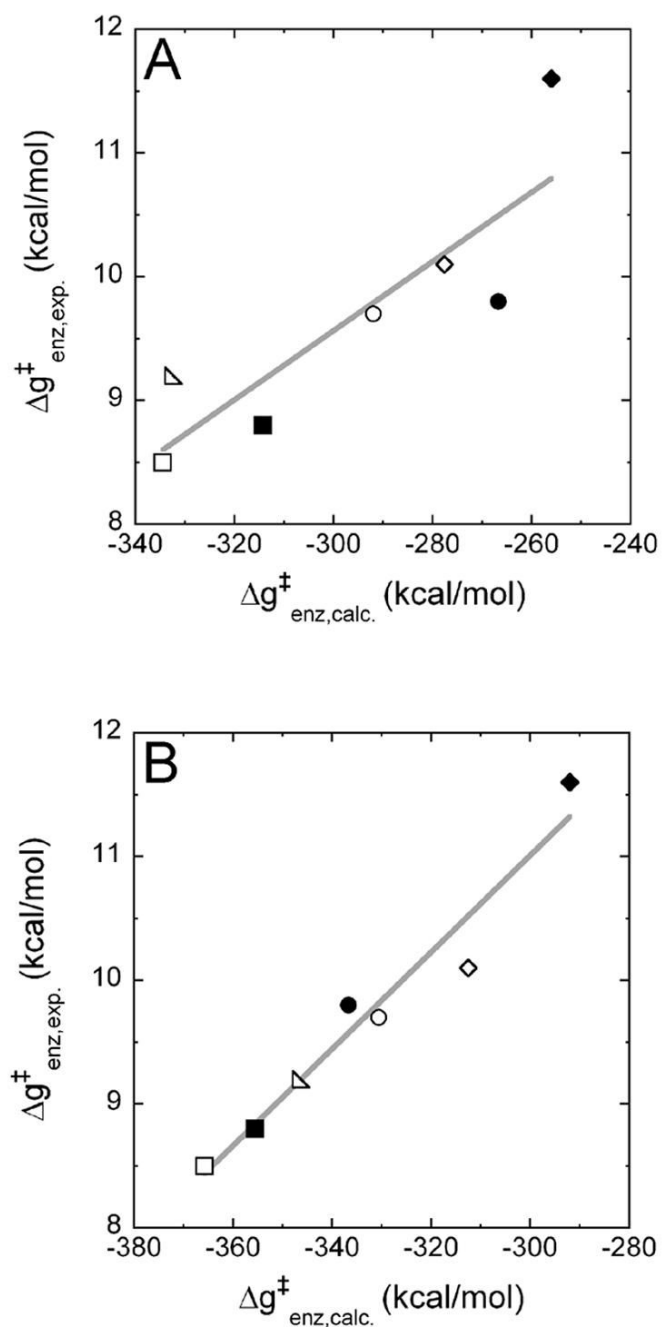 A
12
11
10
9
8
Δg‡enz,exp. (kcal/mol)
-340 -320 -300 -280 -260 -240
Δg‡enz,calc. (kcal/mol)
B
12
11
10
9
8
Δg‡enz,exp. (kcal/mol)
-380 -360 -340 -320 -300 -280
Δg‡enz,calc. (kcal/mol)